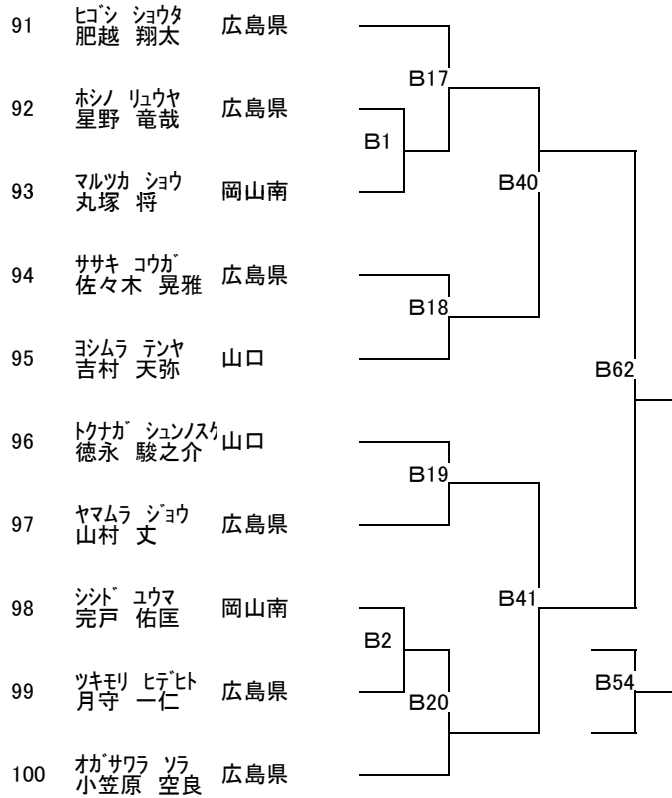 ヒゴシ ショウタ
91 肥越 翔太 広島県
B17
ホシノ リュウヤ
92 星野 竜哉 広島県
B1
マルツカ ショウ
93 丸塚 将 岡山南
B40
ササキ コウガ
94 佐々木 晃雅 広島県
B18
ヨシムラ テンヤ
95 吉村 天弥 山口
B62
トクナガ シュンノスケ
96 徳永 駿之介 山口
B19
ヤマムラ ジョウ
97 山村 丈 広島県
B41
シシド ユウマ
98 宍戸 佑匡 岡山南
B2
ツキモリ ヒデヒト
99 月守 一仁 広島県
B20
B54
オガサワラ ソラ
100 小笠原 空良 広島県